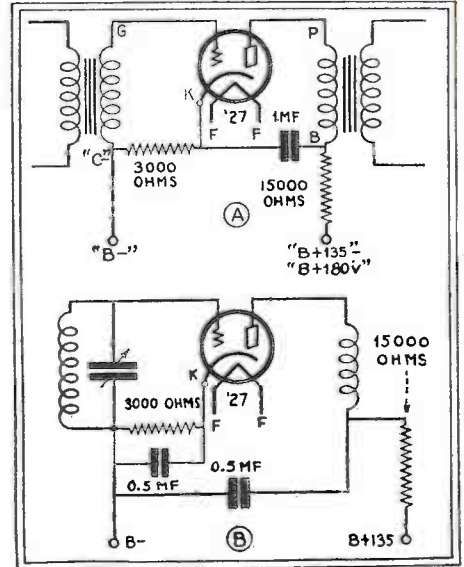 G
P
K
'27
1MF
F
F
B
"C-"
3000
OHMS
15000
OHMS
A
"B-"
"B+135"-
"B+180V"
15000
OHMS
K
3000 OHMS
'27
F
F
0.5 MF
0.5 MF
B-
B
B+135